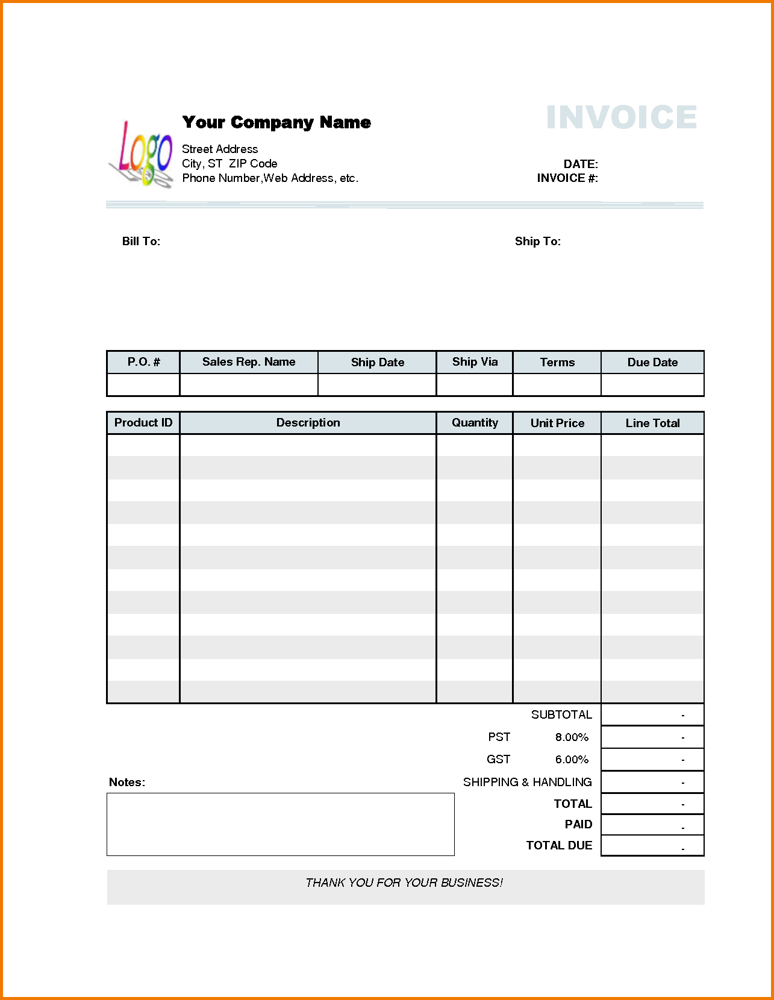 INVOICE
Logo
Your Company Name
Street Address
City, ST  ZIP Code
Phone Number,Web Address, etc.
DATE:
INVOICE #:
Bill To:
Ship To:
P.O. # Sales Rep. Name Ship Date Ship Via Terms Due Date
Product ID Description Quantity Unit Price Line Total
SUBTOTAL -
PST 8.00% -
GST 6.00% -
SHIPPING & HANDLING -
TOTAL -
PAID -
TOTAL DUE -
Notes:
THANK YOU FOR YOUR BUSINESS!